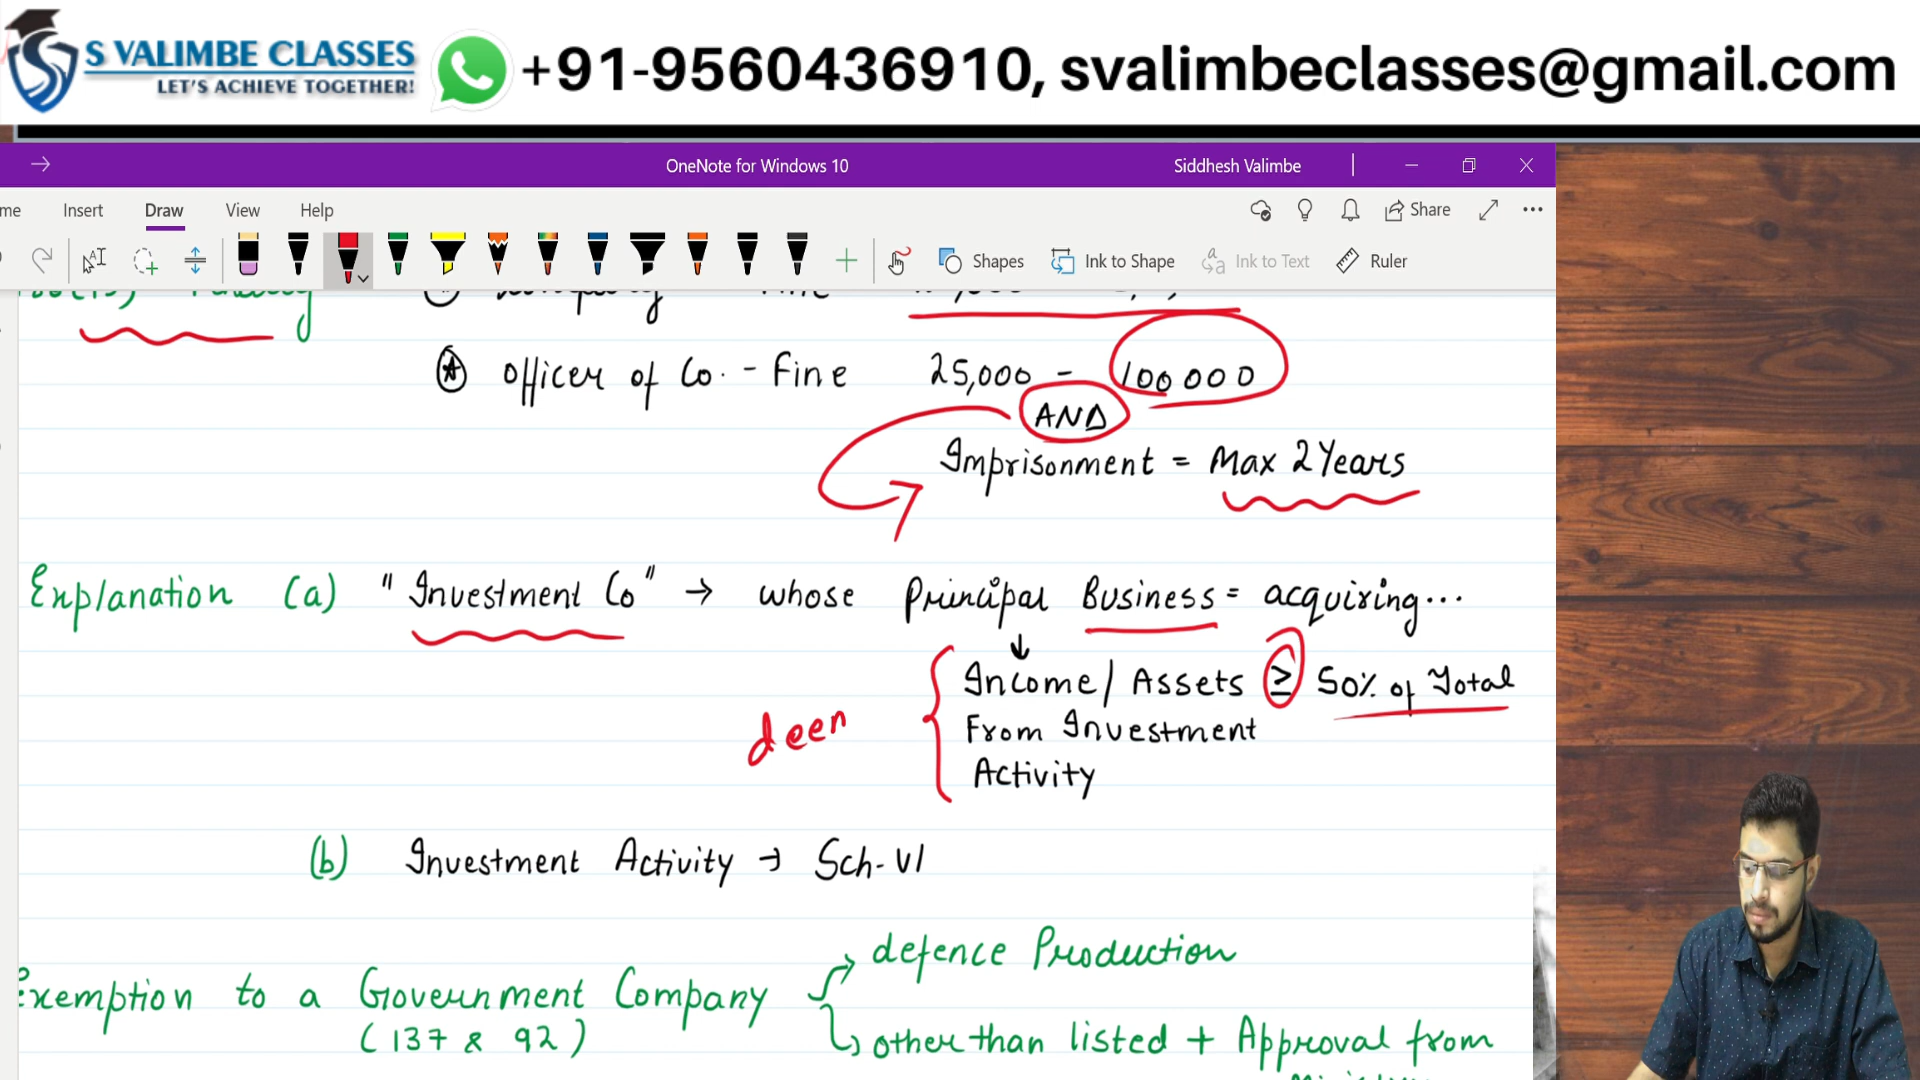 S VALIMBE CLASSES
LET'S ACHIEVE TOGETHER!
+91-9560436910, svalimbeclasses@gmail.com
OneNote for Windows 10
Siddhesh Valimbe
me Insert Draw View Help
Share
Shapes Ink to Shape Ink to Text Ruler
Fine
Officer of Co. - Fine 25,000 - 100000
AND
Imprisonment = Max 2 Years
Explanation (a) "Investment Co" → whose Principal Business = acquiring...
↓
Income/ Assets ≥ 50% of Total
From Investment
Activity
deem
(b) Investment Activity → Sch-VI
defence Production
Exemption to a Government Company
(137 & 92)
other than listed + Approval from